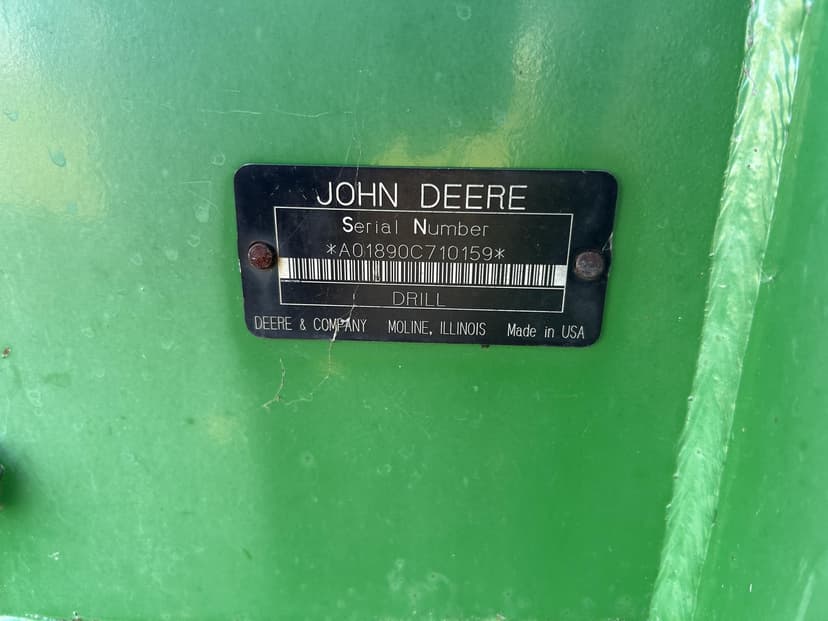 JOHN DEERE
Serial Number
*A01890C710159*
DRILL
DEERE & COMPANY MOLINE, ILLINOIS Made in USA